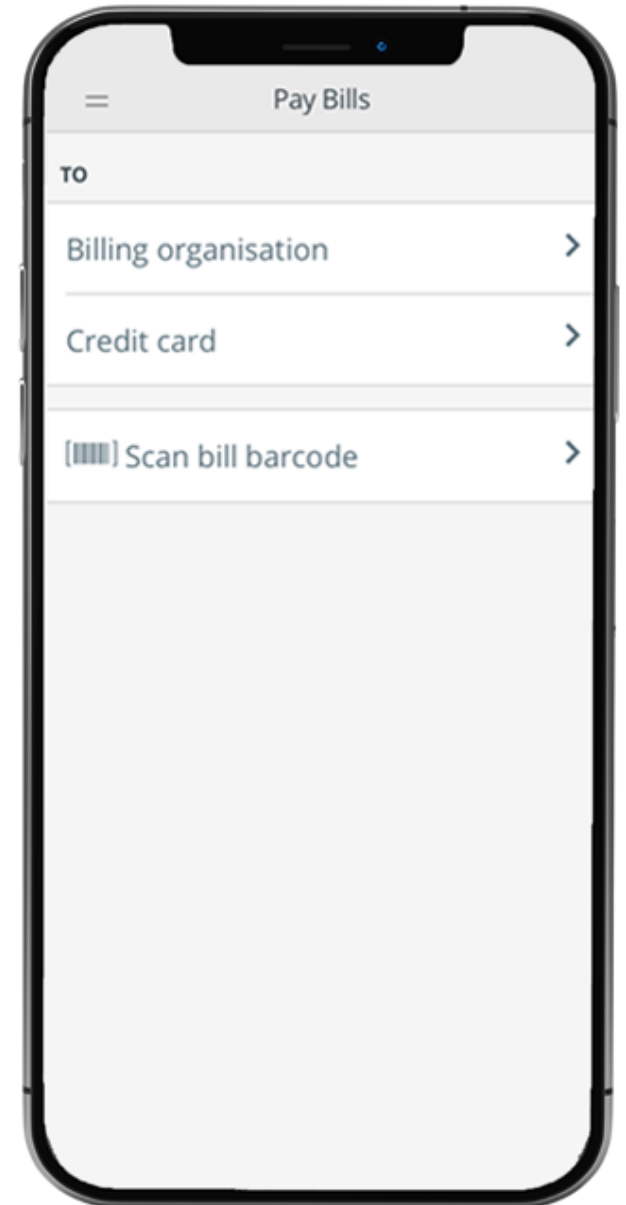 Pay Bills
TO
Billing organisation
Credit card
Scan bill barcode